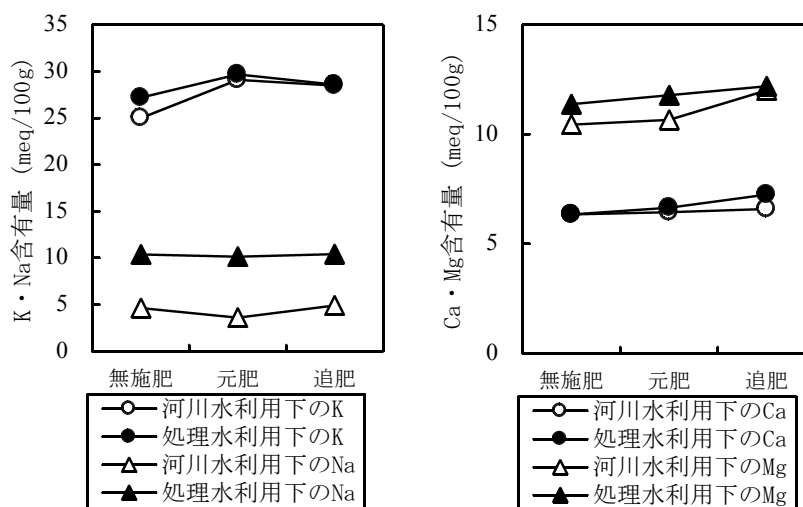 K・Na含有量 (meq/100g)
35
30
25
20
15
10
5
0
無施肥 元肥 追肥
河川水利用下のK
処理水利用下のK
河川水利用下のNa
処理水利用下のNa
Ca・Mg含有量 (meq/100g)
15
10
5
0
無施肥 元肥 追肥
河川水利用下のCa
処理水利用下のCa
河川水利用下のMg
処理水利用下のMg